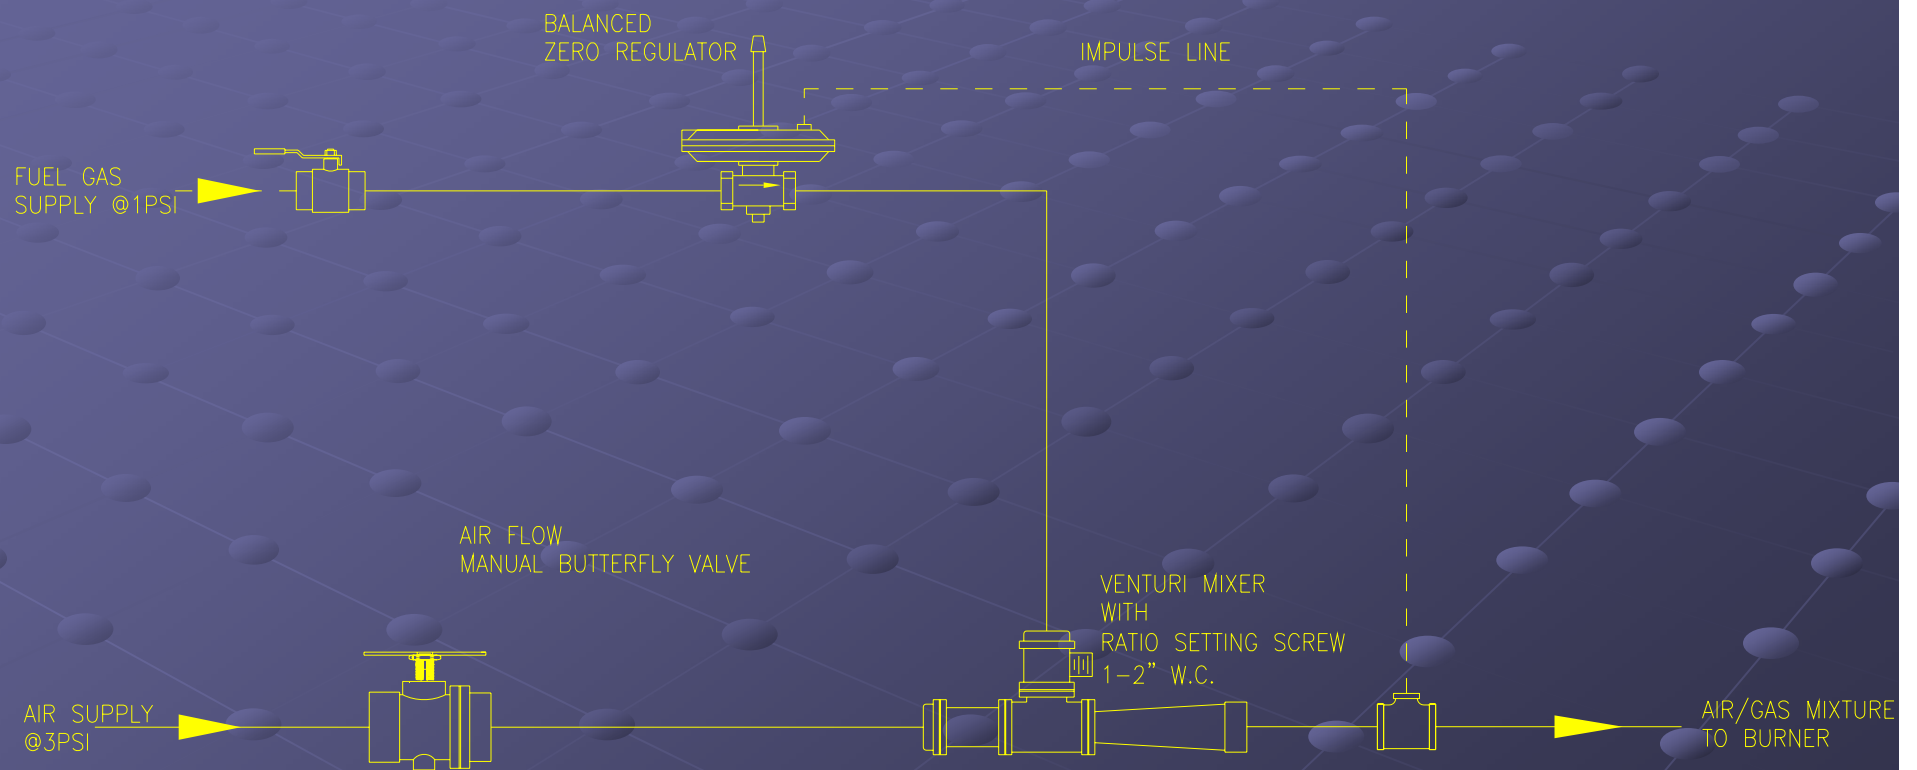 BALANCED
ZERO REGULATOR
IMPULSE LINE
FUEL GAS
SUPPLY @1PSI
AIR FLOW
MANUAL BUTTERFLY VALVE
VENTURI MIXER
WITH
RATIO SETTING SCREW
1-2" W.C.
AIR SUPPLY
@3PSI
AIR/GAS MIXTURE
TO BURNER